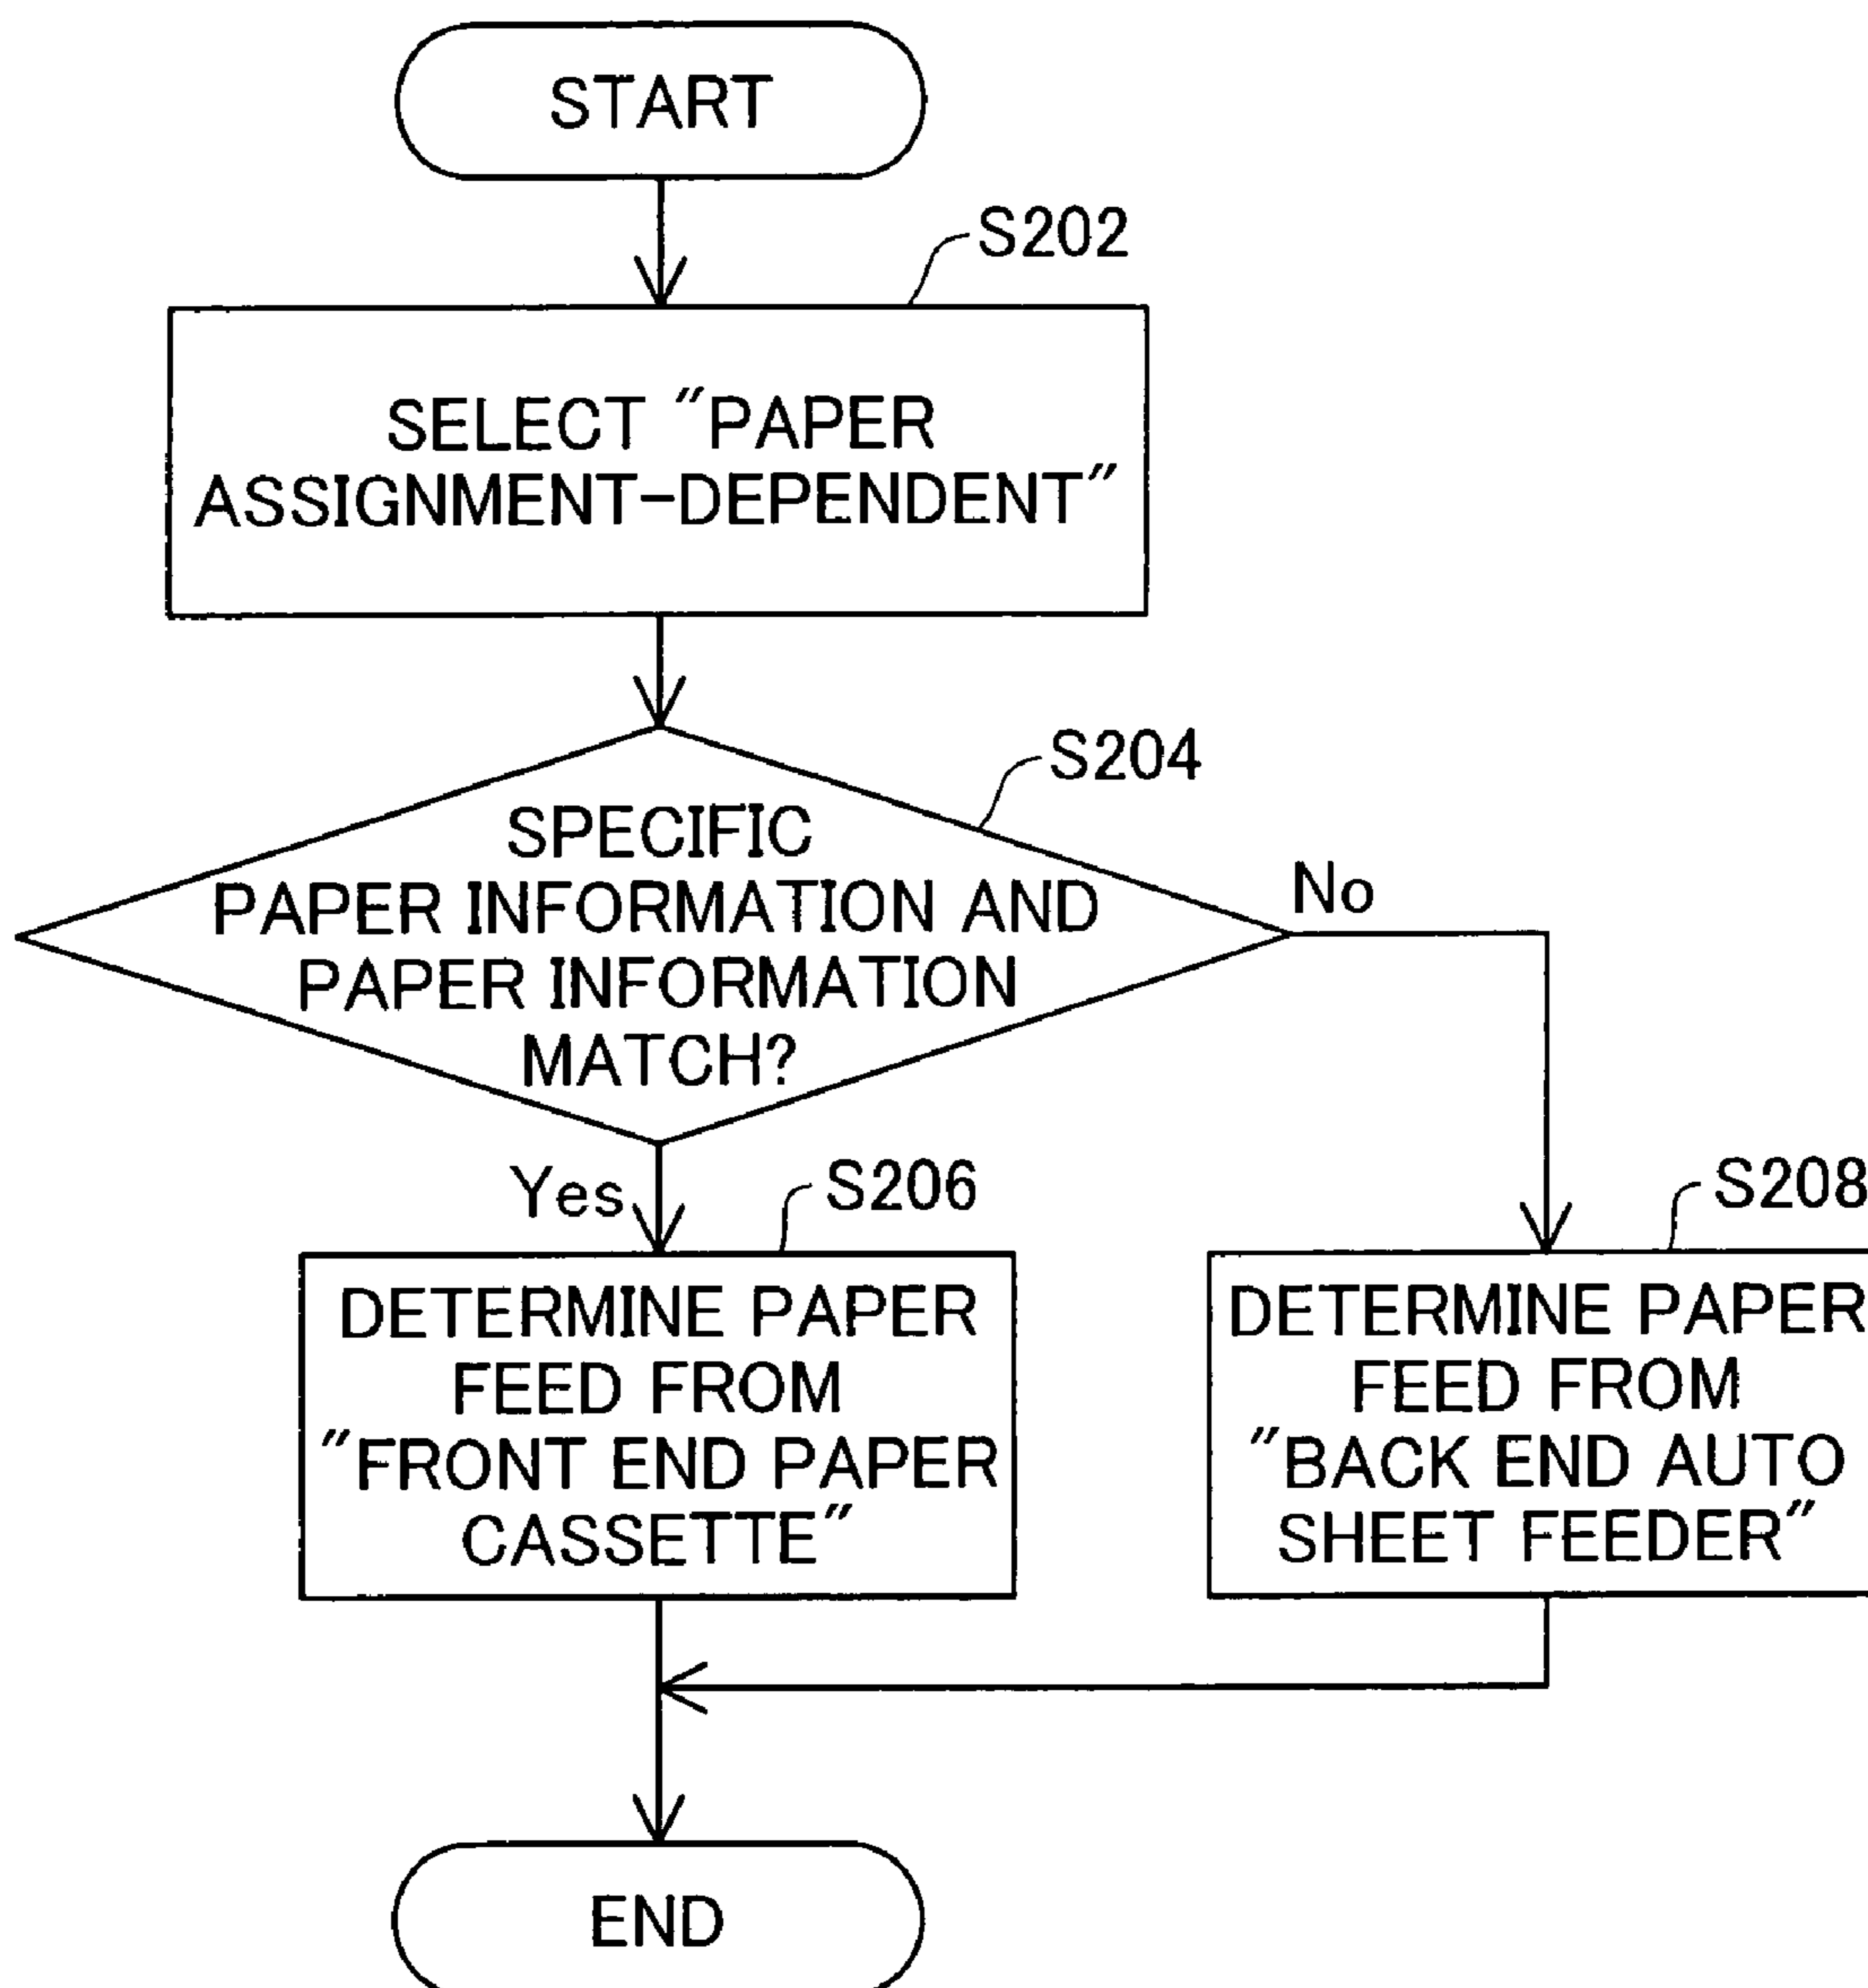 START
S202
SELECT "PAPER
ASSIGNMENT-DEPENDENT"
S204
SPECIFIC
PAPER INFORMATION AND
PAPER INFORMATION
MATCH?
No
Yes
S206
DETERMINE PAPER
FEED FROM
"FRONT END PAPER
CASSETTE"
S208
DETERMINE PAPER
FEED FROM
"BACK END AUTO
SHEET FEEDER"
END